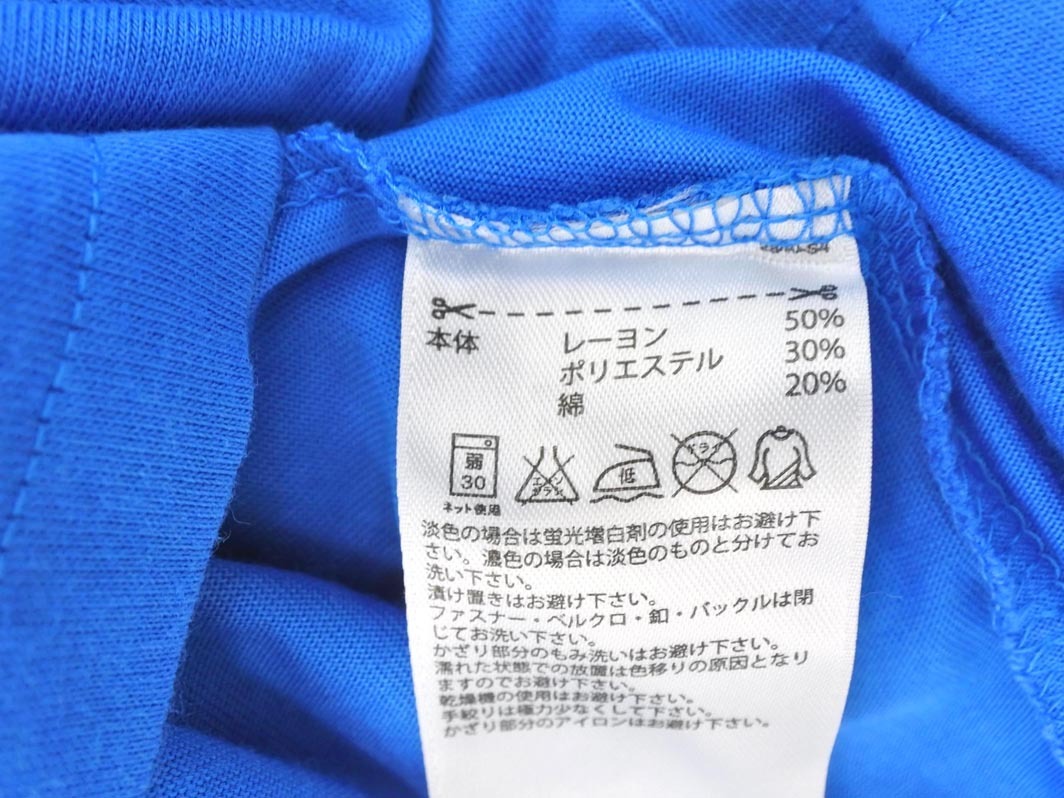 本体 レーヨン 50%
ポリエステル 30%
綿 20%
弱 30 エンソサラシ 低 ドライ
ネット使用
淡色の場合は蛍光増白剤の使用はお避け下
さい。濃色の場合は淡色のものと分けてお
洗い下さい。
漬け置きはお避け下さい。
ファスナー・ベルクロ・釦・バックルは閉
じてお洗い下さい。
かざり部分のもみ洗いはお避け下さい。
濡れた状態での放置は色移りの原因となり
ますのでお避け下さい。
乾燥機の使用はお避け下さい。
手絞りは極力少なくして下さい。
かざり部分のアイロンはお避け下さい。